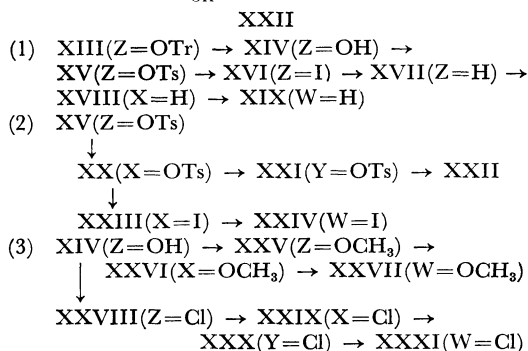 OH
XXII
(1) XIII(Z=OTr) → XIV(Z=OH) →
XV(Z=OTs) → XVI(Z=I) → XVII(Z=H) →
XVIII(X=H) → XIX(W=H)
(2) XV(Z=OTs)
↓
XX(X=OTs) → XXI(Y=OTs) → XXII
↓
XXIII(X=I) → XXIV(W=I)
(3) XIV(Z=OH) → XXV(Z=OCH₃) →
XXVI(X=OCH₃) → XXVII(W=OCH₃)
↓
XXVIII(Z=Cl) → XXIX(X=Cl) →
XXX(Y=Cl) → XXXI(W=Cl)